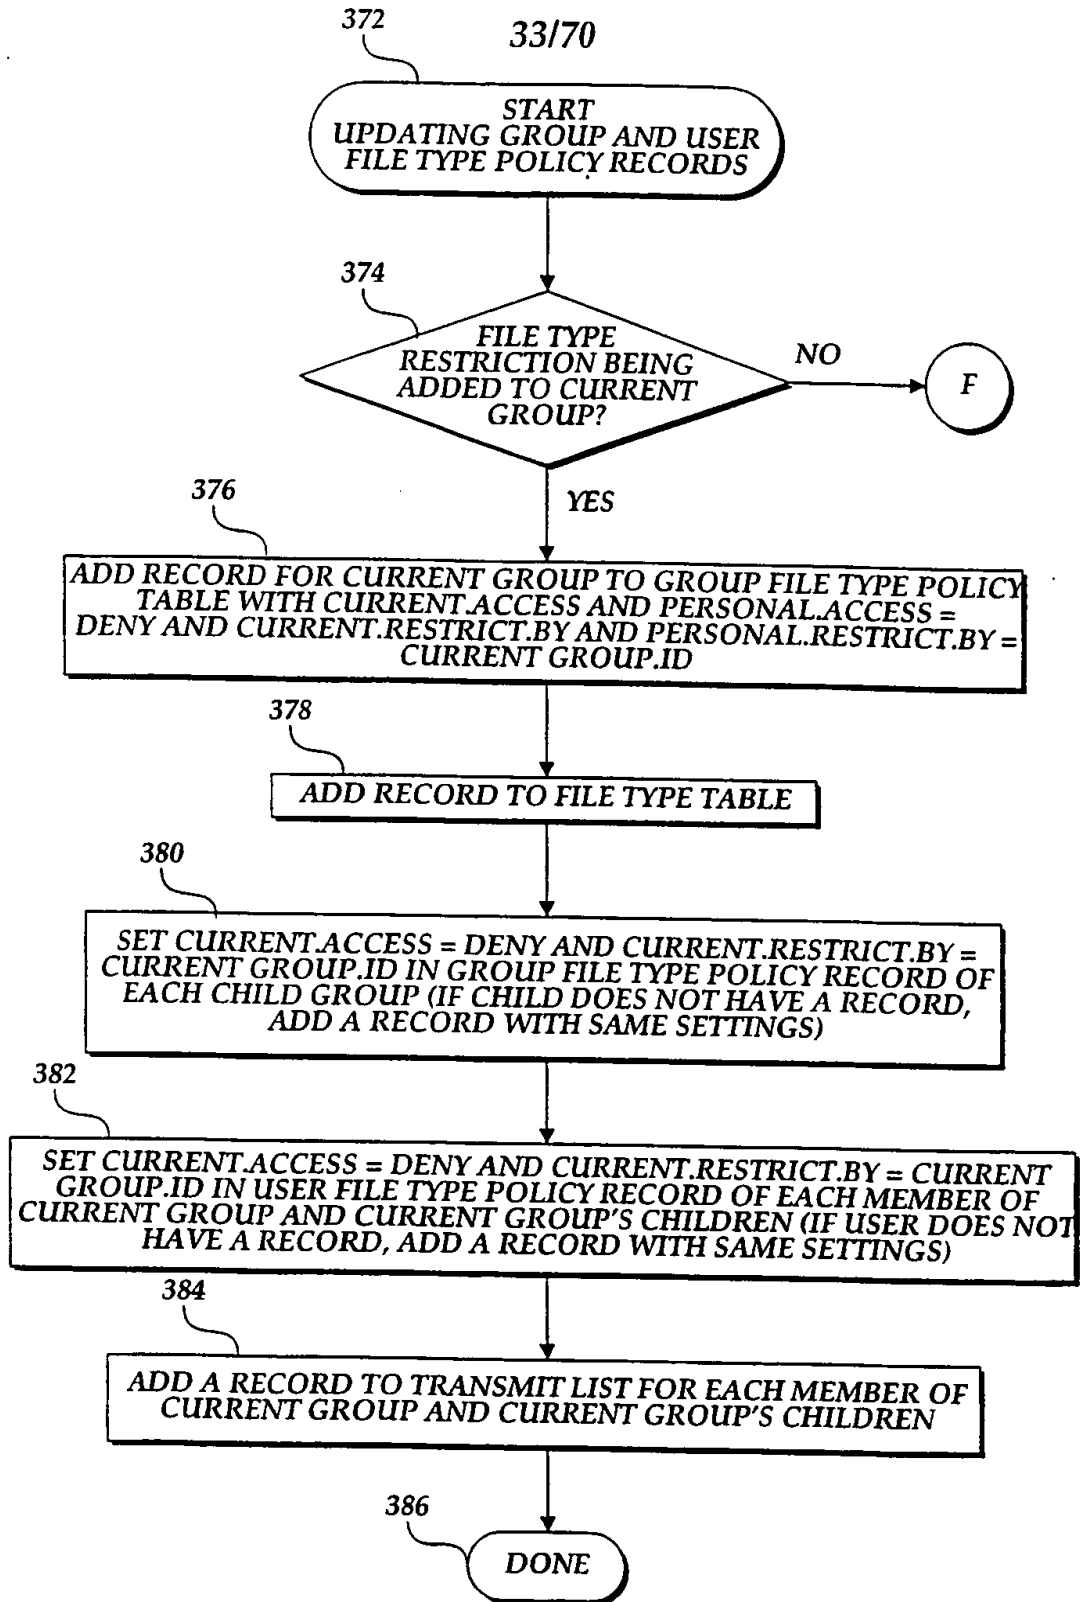 372
33/70
START
UPDATING GROUP AND USER
FILE TYPE POLICY RECORDS
374
FILE TYPE
RESTRICTION BEING
ADDED TO CURRENT
GROUP?
NO
F
YES
376
ADD RECORD FOR CURRENT GROUP TO GROUP FILE TYPE POLICY
TABLE WITH CURRENT.ACCESS AND PERSONAL.ACCESS =
DENY AND CURRENT.RESTRICT.BY AND PERSONAL.RESTRICT.BY =
CURRENT GROUP.ID
378
ADD RECORD TO FILE TYPE TABLE
380
SET CURRENT.ACCESS = DENY AND CURRENT.RESTRICT.BY =
CURRENT GROUP.ID IN GROUP FILE TYPE POLICY RECORD OF
EACH CHILD GROUP (IF CHILD DOES NOT HAVE A RECORD,
ADD A RECORD WITH SAME SETTINGS)
382
SET CURRENT.ACCESS = DENY AND CURRENT.RESTRICT.BY = CURRENT
GROUP.ID IN USER FILE TYPE POLICY RECORD OF EACH MEMBER OF
CURRENT GROUP AND CURRENT GROUP'S CHILDREN (IF USER DOES NOT
HAVE A RECORD, ADD A RECORD WITH SAME SETTINGS)
384
ADD A RECORD TO TRANSMIT LIST FOR EACH MEMBER OF
CURRENT GROUP AND CURRENT GROUP'S CHILDREN
386
DONE